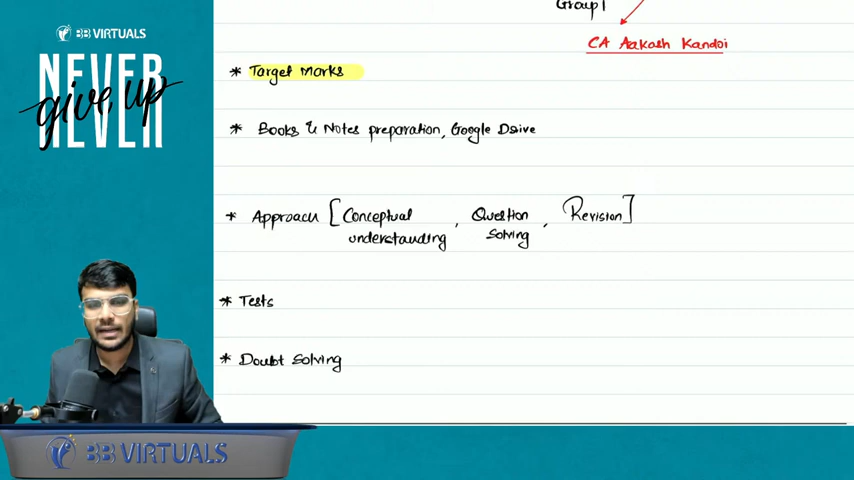 Group 1
BB VIRTUALS
CA Aakash Kandoi
NEVER
give up
NEVER
* Target Marks
* Books & Notes preparation, Google Drive
* Approach [Conceptual understanding, Question Solving, Revision]
* Tests
* Doubt Solving
BB VIRTUALS